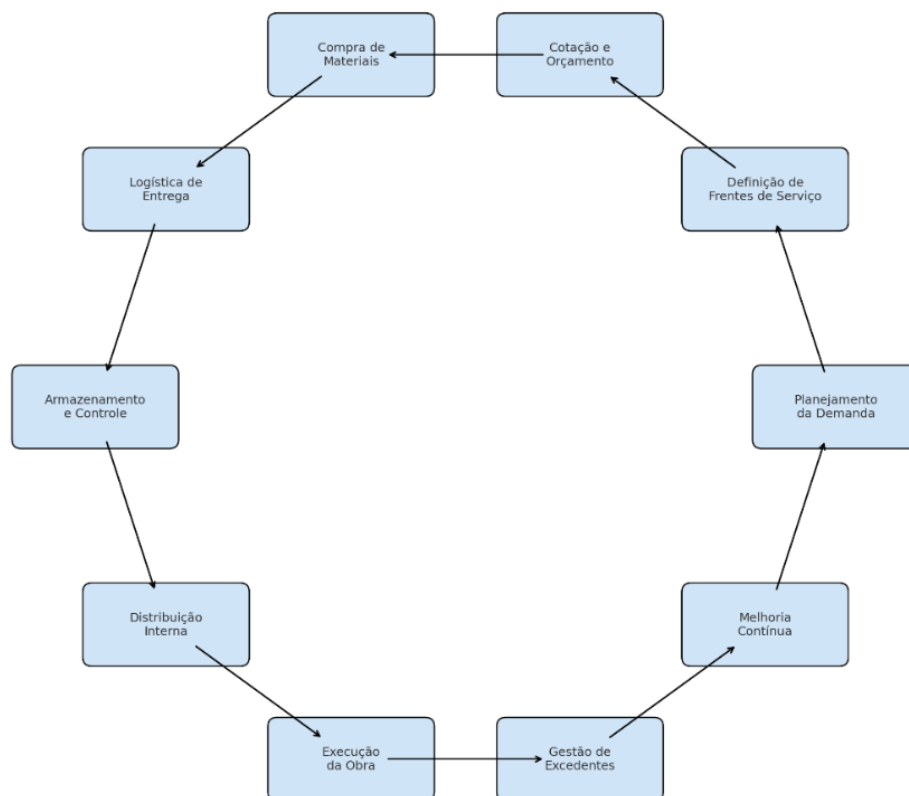 Compra de
Materiais
Cotação e
Orçamento
Logística de
Entrega
Definição de
Frentes de Serviço
Armazenamento
e Controle
Planejamento
da Demanda
Distribuição
Interna
Melhoria
Contínua
Execução
da Obra
Gestão de
Excedentes